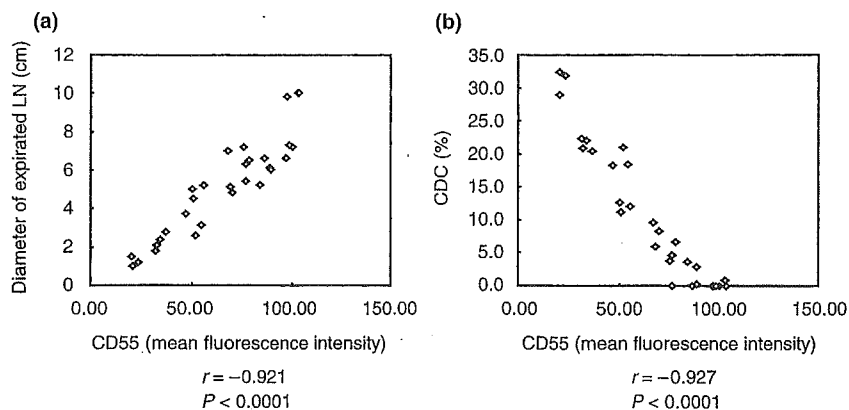 (a)
Diameter of expirated LN (cm)
12
10
8
6
4
2
0
0.00 50.00 100.00 150.00
CD55 (mean fluorescence intensity)
r = −0.921
P < 0.0001
(b)
CDC (%)
35.0
30.0
25.0
20.0
15.0
10.0
5.0
0.0
0.00 50.00 100.00 150.00
CD55 (mean fluorescence intensity)
r = −0.927
P < 0.0001